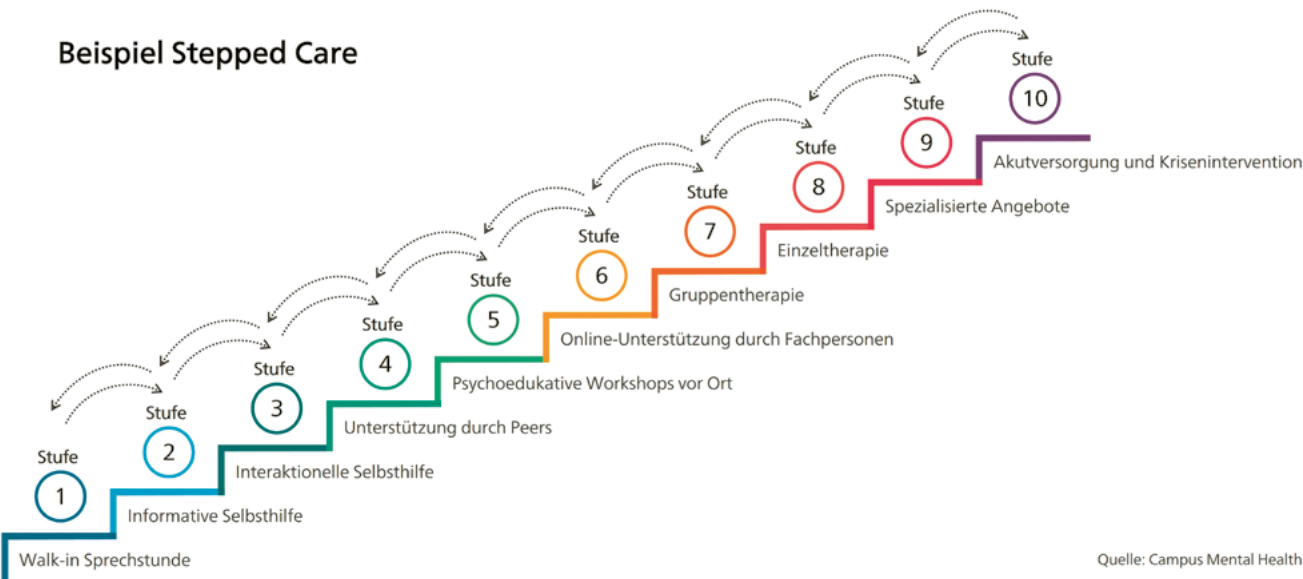 Beispiel Stepped Care
Stufe
1
Walk-in Sprechstunde
Stufe
2
Informative Selbsthilfe
Stufe
3
Interaktionelle Selbsthilfe
Stufe
4
Unterstützung durch Peers
Stufe
5
Psychoedukative Workshops vor Ort
Stufe
6
Online-Unterstützung durch Fachpersonen
Stufe
7
Gruppentherapie
Stufe
8
Einzeltherapie
Stufe
9
Spezialisierte Angebote
Stufe
10
Akutversorgung und Krisenintervention
Quelle: Campus Mental Health